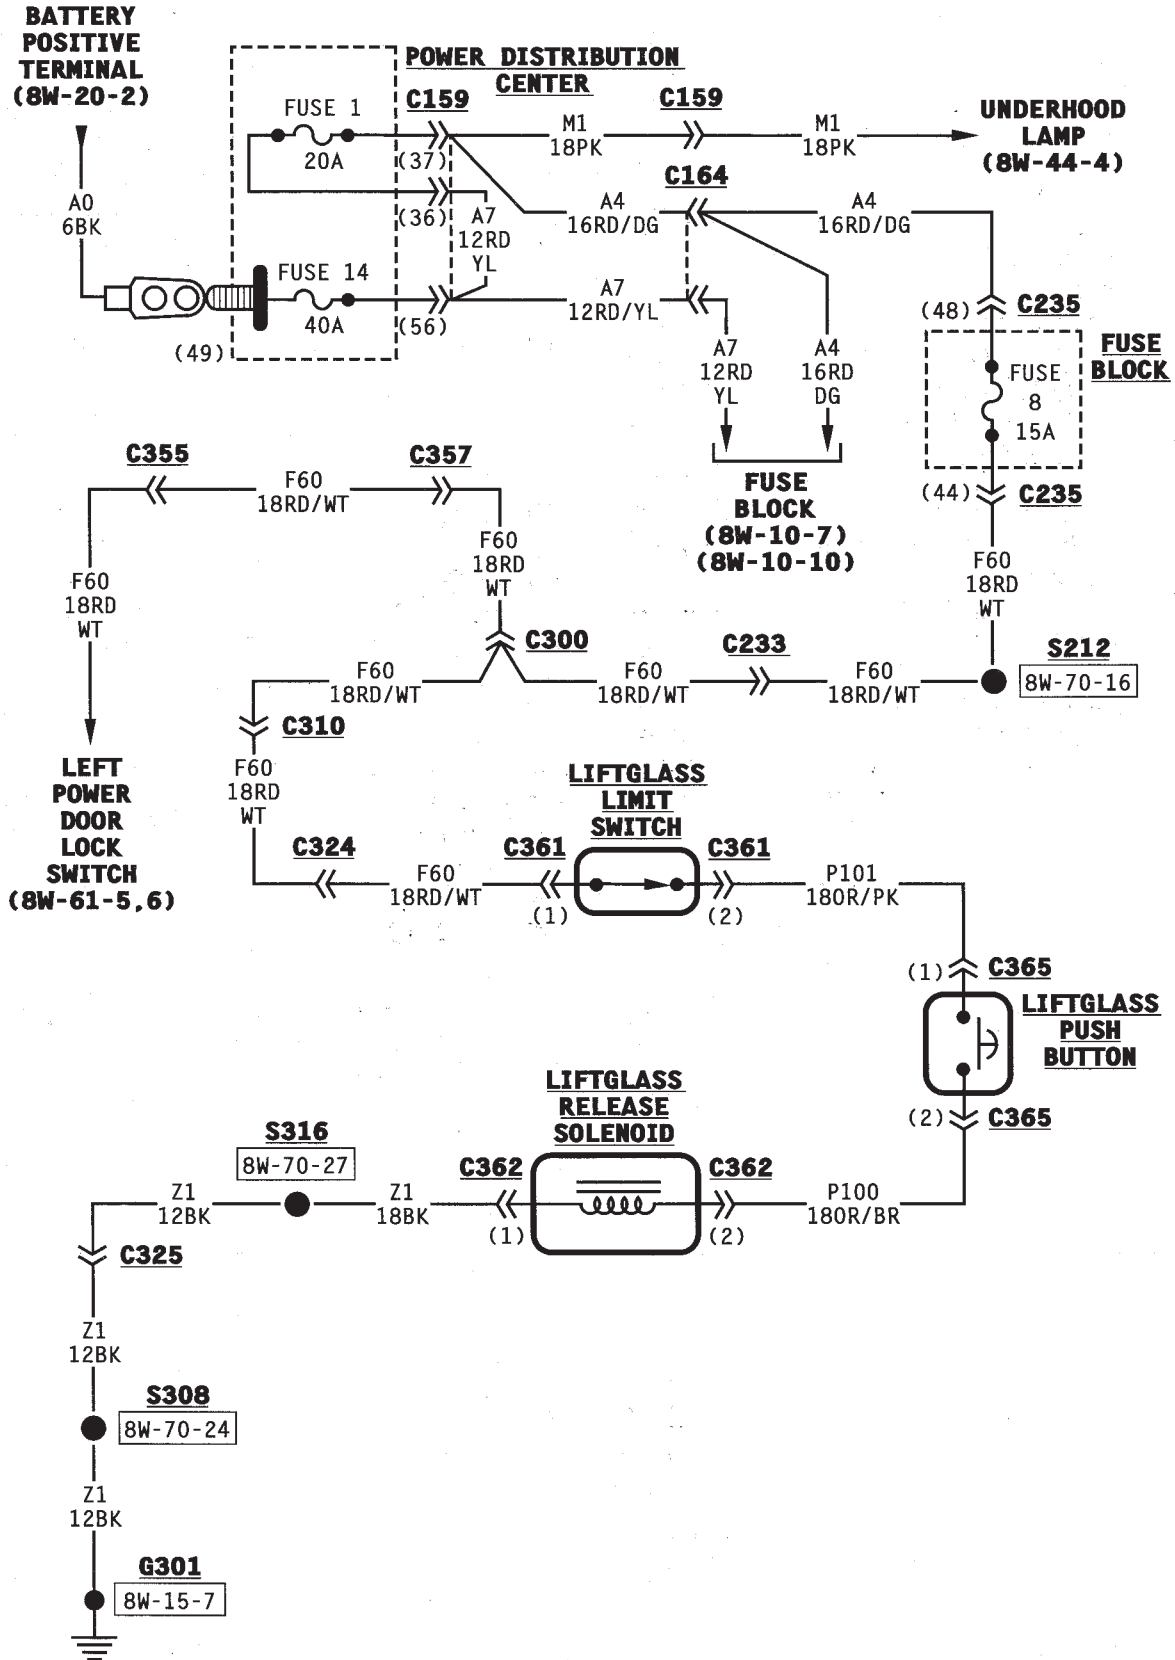 BATTERY
POSITIVE
TERMINAL
(8W-20-2)
POWER DISTRIBUTION
CENTER
FUSE 1
20A
C159
(37)
M1
18PK
C159
M1
18PK
UNDERHOOD
LAMP
(8W-44-4)
A0
6BK
(36)
A7
12RD
YL
A4
16RD/DG
C164
A4
16RD/DG
FUSE 14
40A
(49)
(56)
A7
12RD/YL
A7
12RD
YL
A4
16RD
DG
(48)
C235
FUSE
BLOCK
FUSE
8
15A
(44)
C235
FUSE
BLOCK
(8W-10-7)
(8W-10-10)
C355
F60
18RD/WT
C357
F60
18RD
WT
F60
18RD
WT
F60
18RD
WT
C300
F60
18RD/WT
F60
18RD/WT
C233
F60
18RD/WT
S212
8W-70-16
C310
F60
18RD
WT
LEFT
POWER
DOOR
LOCK
SWITCH
(8W-61-5,6)
LIFTGLASS
LIMIT
SWITCH
C324
F60
18RD/WT
C361
(1)
C361
(2)
P101
18OR/PK
(1)
C365
LIFTGLASS
PUSH
BUTTON
(2)
C365
LIFTGLASS
RELEASE
SOLENOID
S316
8W-70-27
Z1
12BK
Z1
18BK
C362
(1)
C362
(2)
P100
18OR/BR
C325
Z1
12BK
S308
8W-70-24
Z1
12BK
G301
8W-15-7